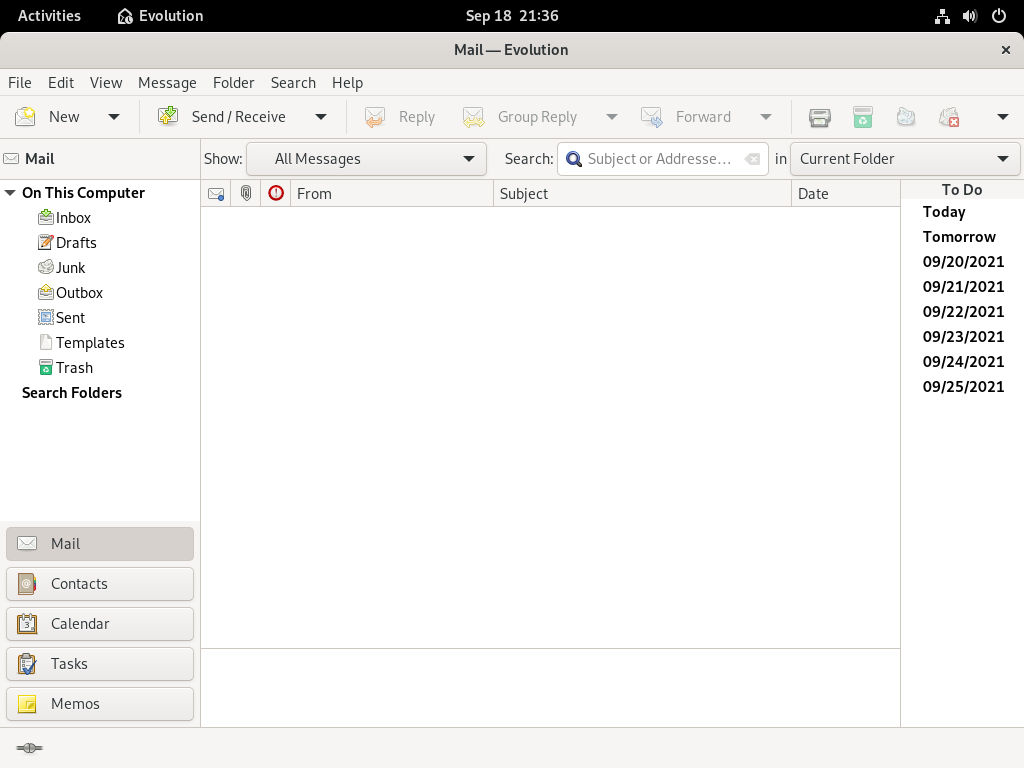 Activities Evolution Sep 18 21:36
Mail — Evolution
File Edit View Message Folder Search Help
New Send / Receive Reply Group Reply Forward
Mail Show: All Messages Search: Subject or Addresse… in Current Folder
On This Computer
Inbox
Drafts
Junk
Outbox
Sent
Templates
Trash
Search Folders
From Subject Date
To Do
Today
Tomorrow
09/20/2021
09/21/2021
09/22/2021
09/23/2021
09/24/2021
09/25/2021
Mail
Contacts
Calendar
Tasks
Memos